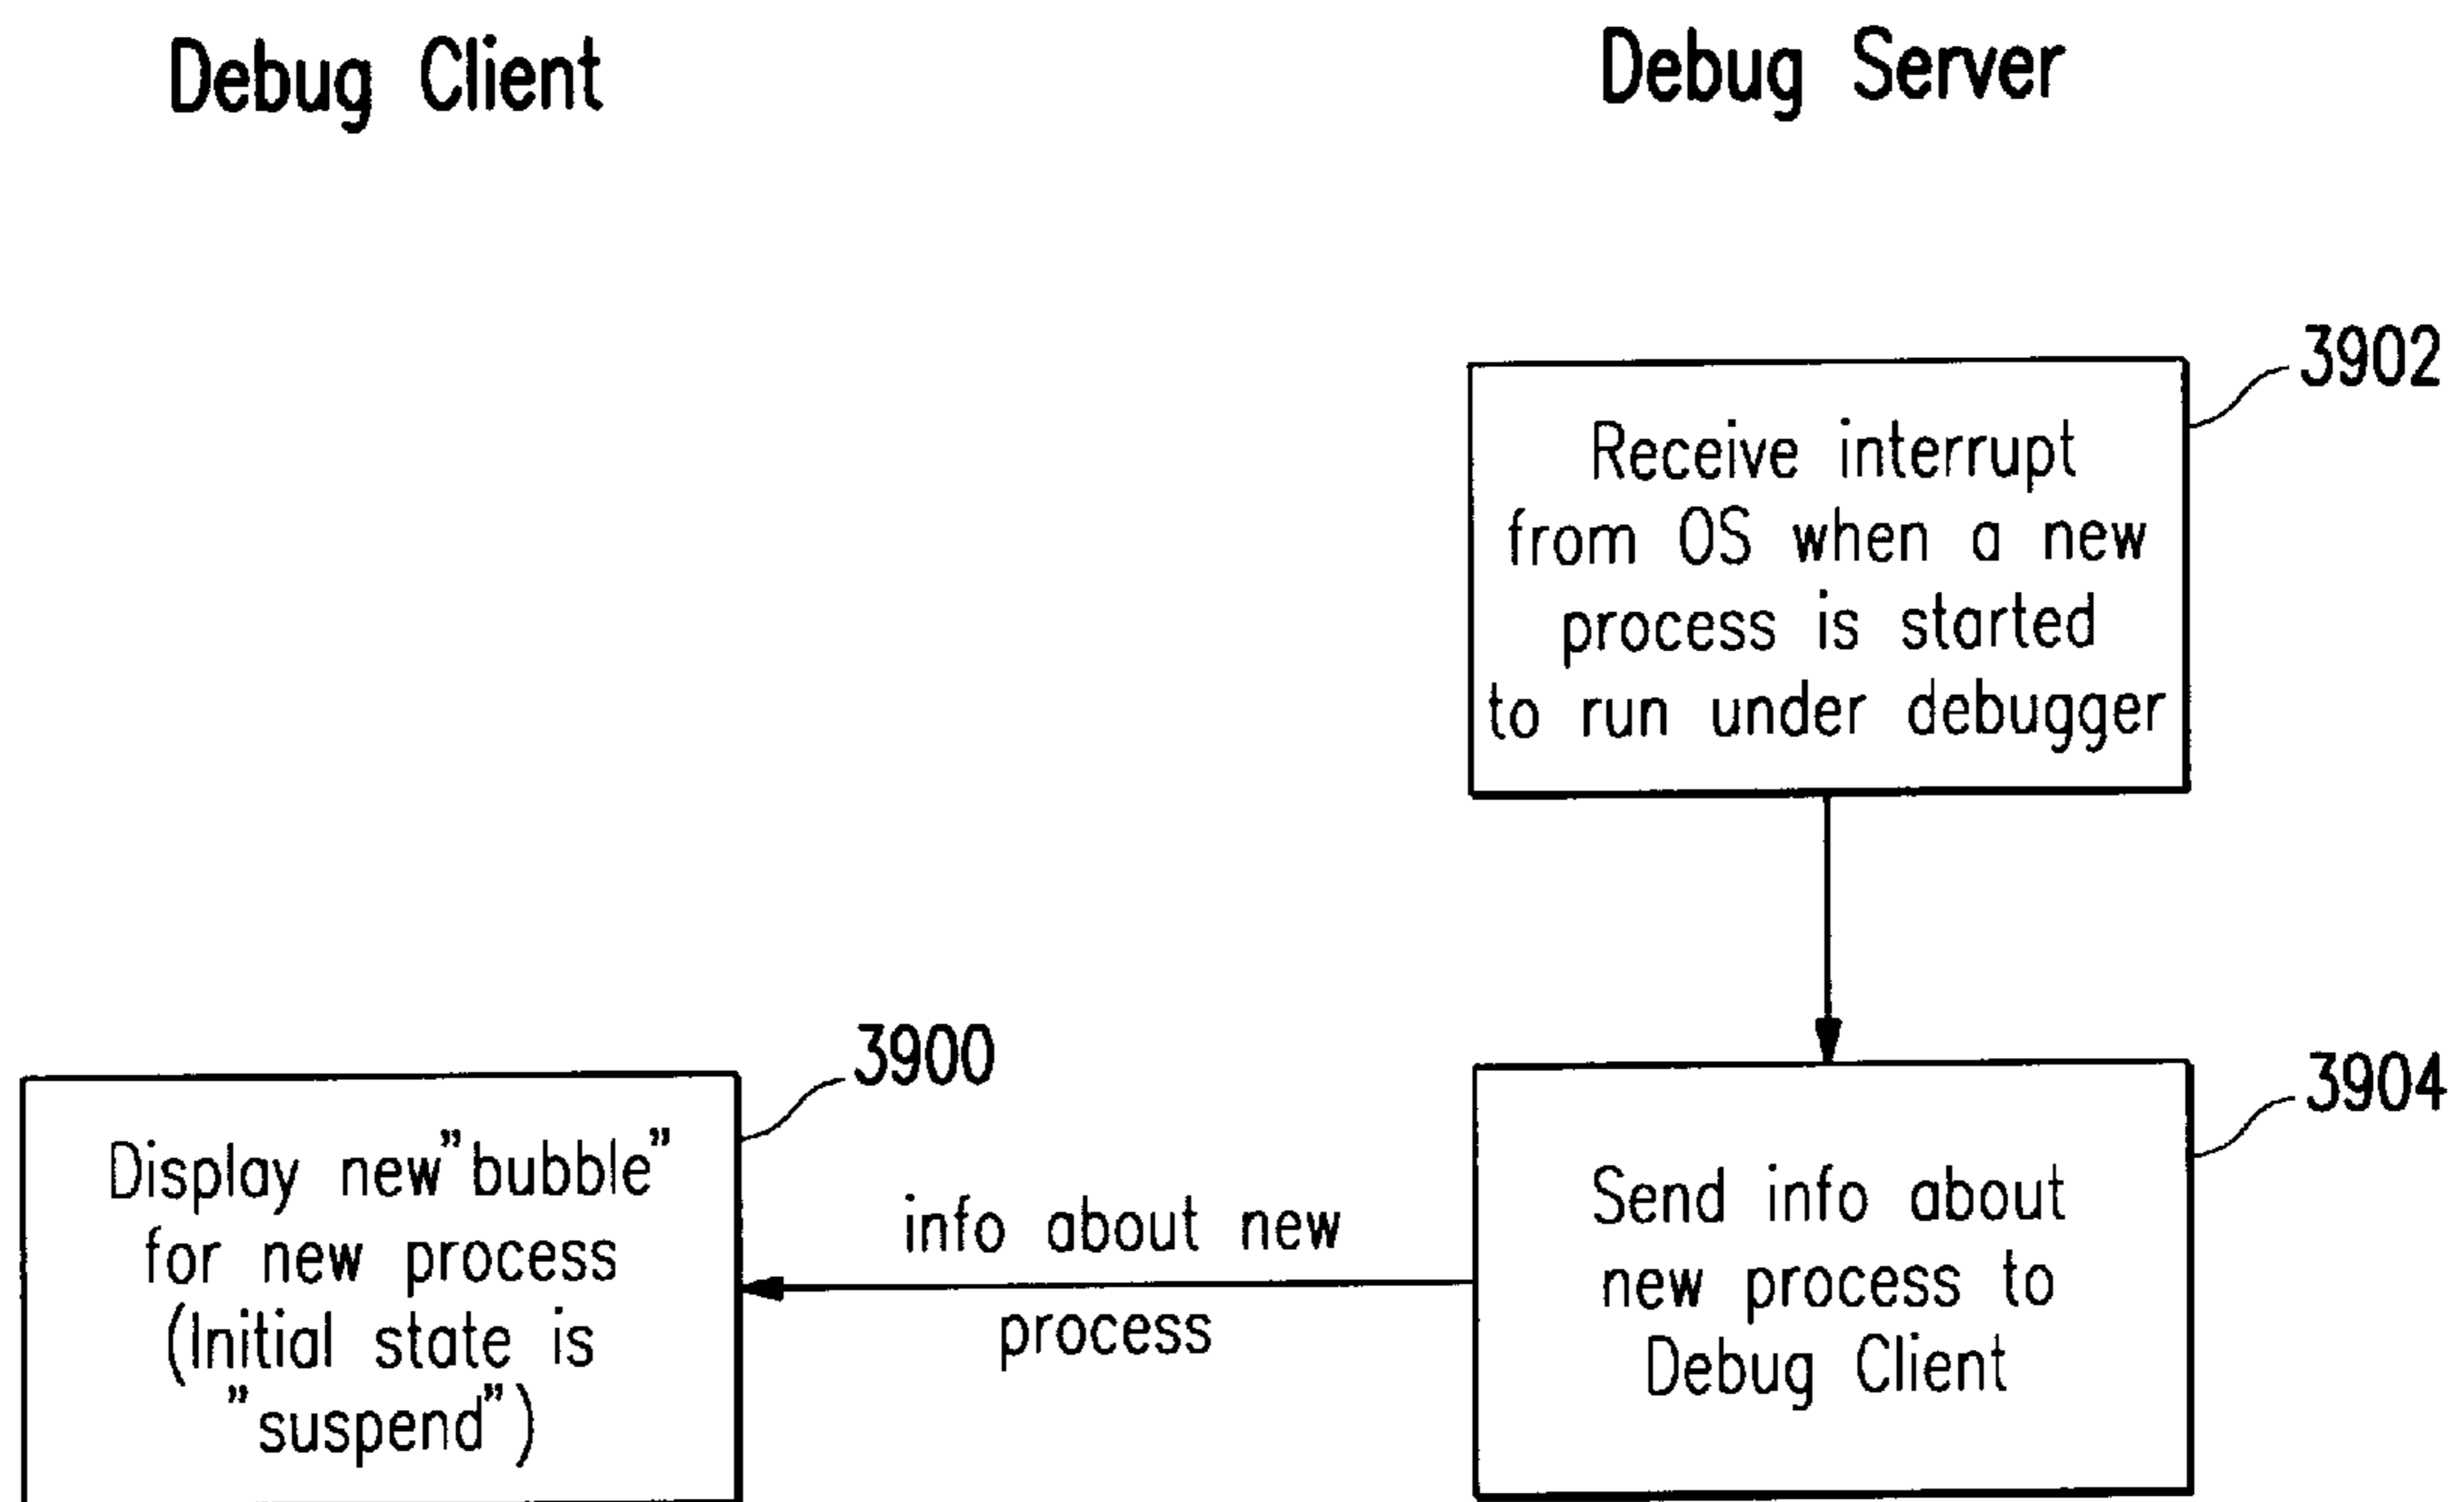 Debug Client
Debug Server
3902
Receive interrupt
from OS when a new
process is started
to run under debugger
3900
Display new "bubble"
for new process
(Initial state is
"suspend")
info about new
process
3904
Send info about
new process to
Debug Client